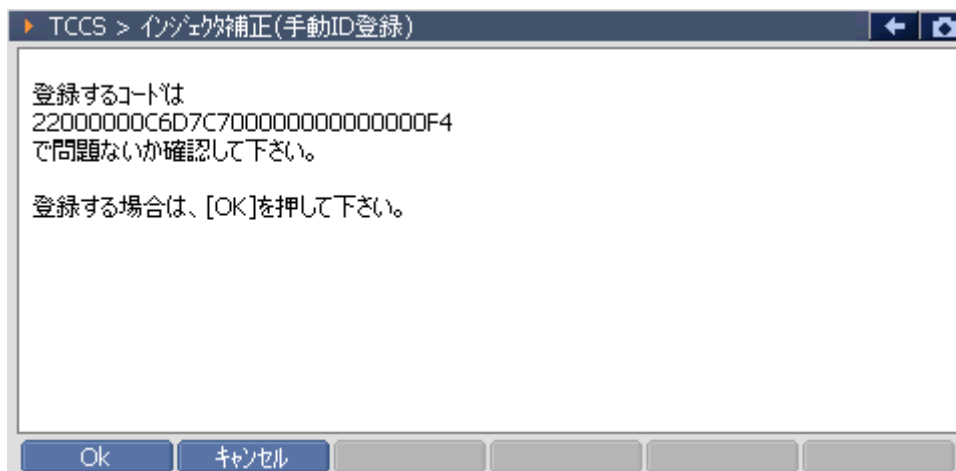 TCCS > インジェクタ補正(手動ID登録)
登録するコードは
22000000C6D7C700000000000000F4
で問題ないか確認して下さい。
登録する場合は、[OK]を押して下さい。
Ok
キャンセル